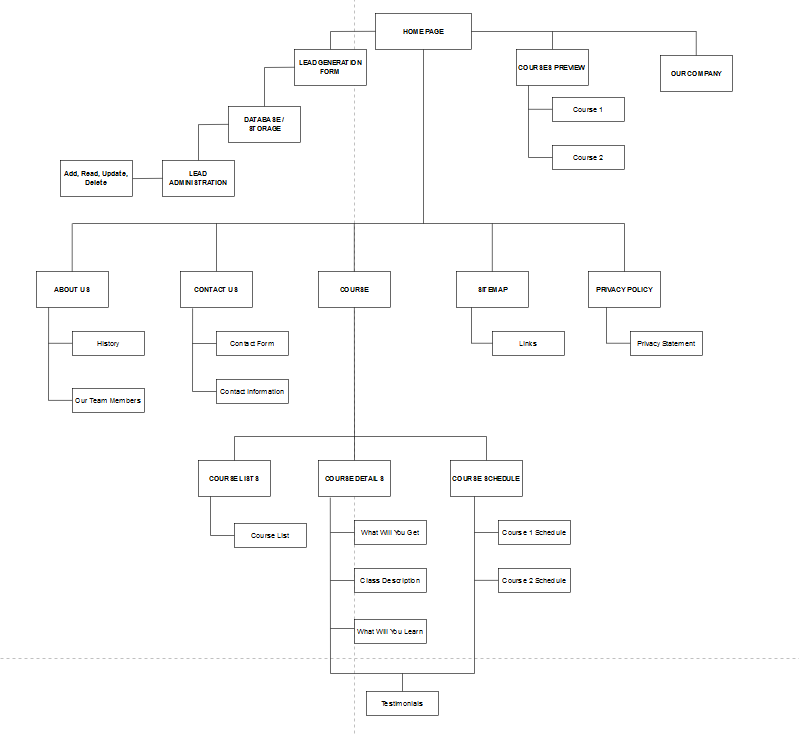 HOME PAGE
LEAD GENERATION
FORM
COURSES PREVIEW
OUR COMPANY
Course 1
DATABASE /
STORAGE
Course 2
Add, Read, Update,
Delete
LEAD
ADMINISTRATION
ABOUT US
CONTACT US
COURSE
SITEMAP
PRIVACY POLICY
History
Contact Form
Links
Privacy Statement
Our Team Members
Contact Information
COURSE LISTS
COURSE DETAILS
COURSE SCHEDULE
Course List
What Will You Get
Course 1 Schedule
Class Description
Course 2 Schedule
What Will You Learn
Testimonials